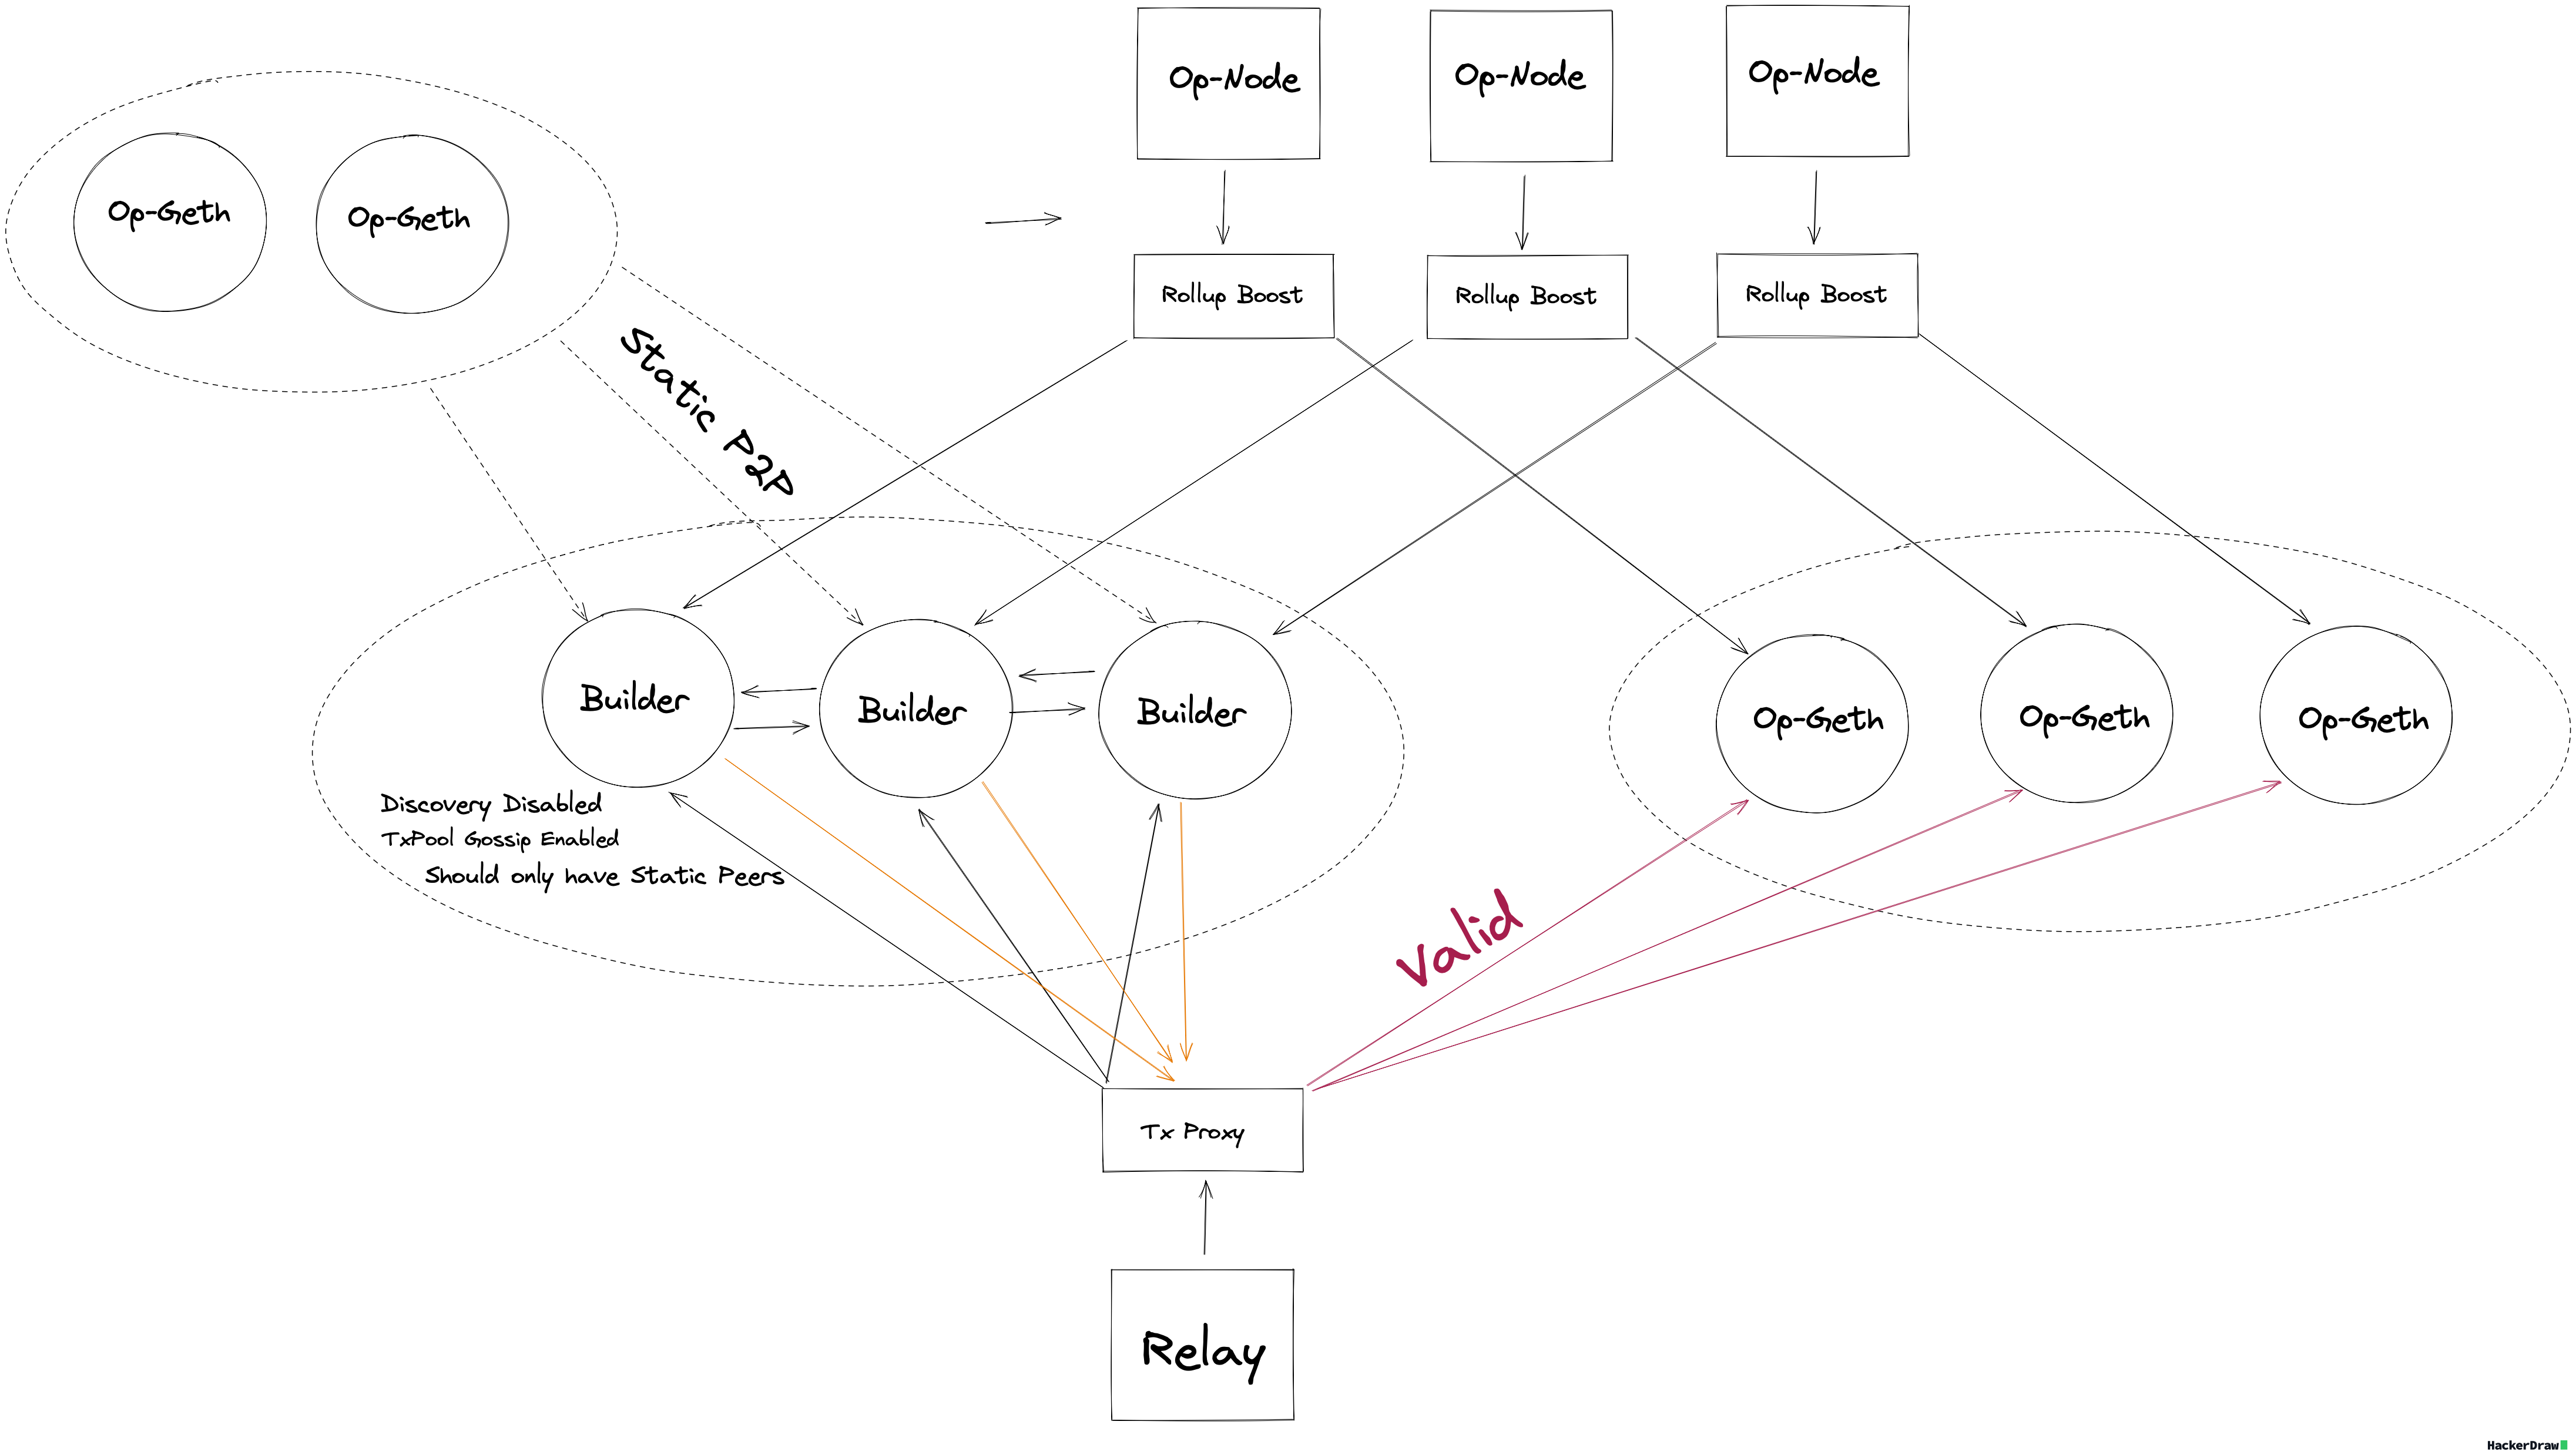 Op-Node
Op-Node
Op-Node
Op-Geth
Op-Geth
Rollup Boost
Rollup Boost
Rollup Boost
Static P2P
Builder
Builder
Builder
Op-Geth
Op-Geth
Op-Geth
Discovery Disabled
TxPool Gossip Enabled
Should only have Static Peers
Valid
Tx Proxy
Relay
HackerDraw